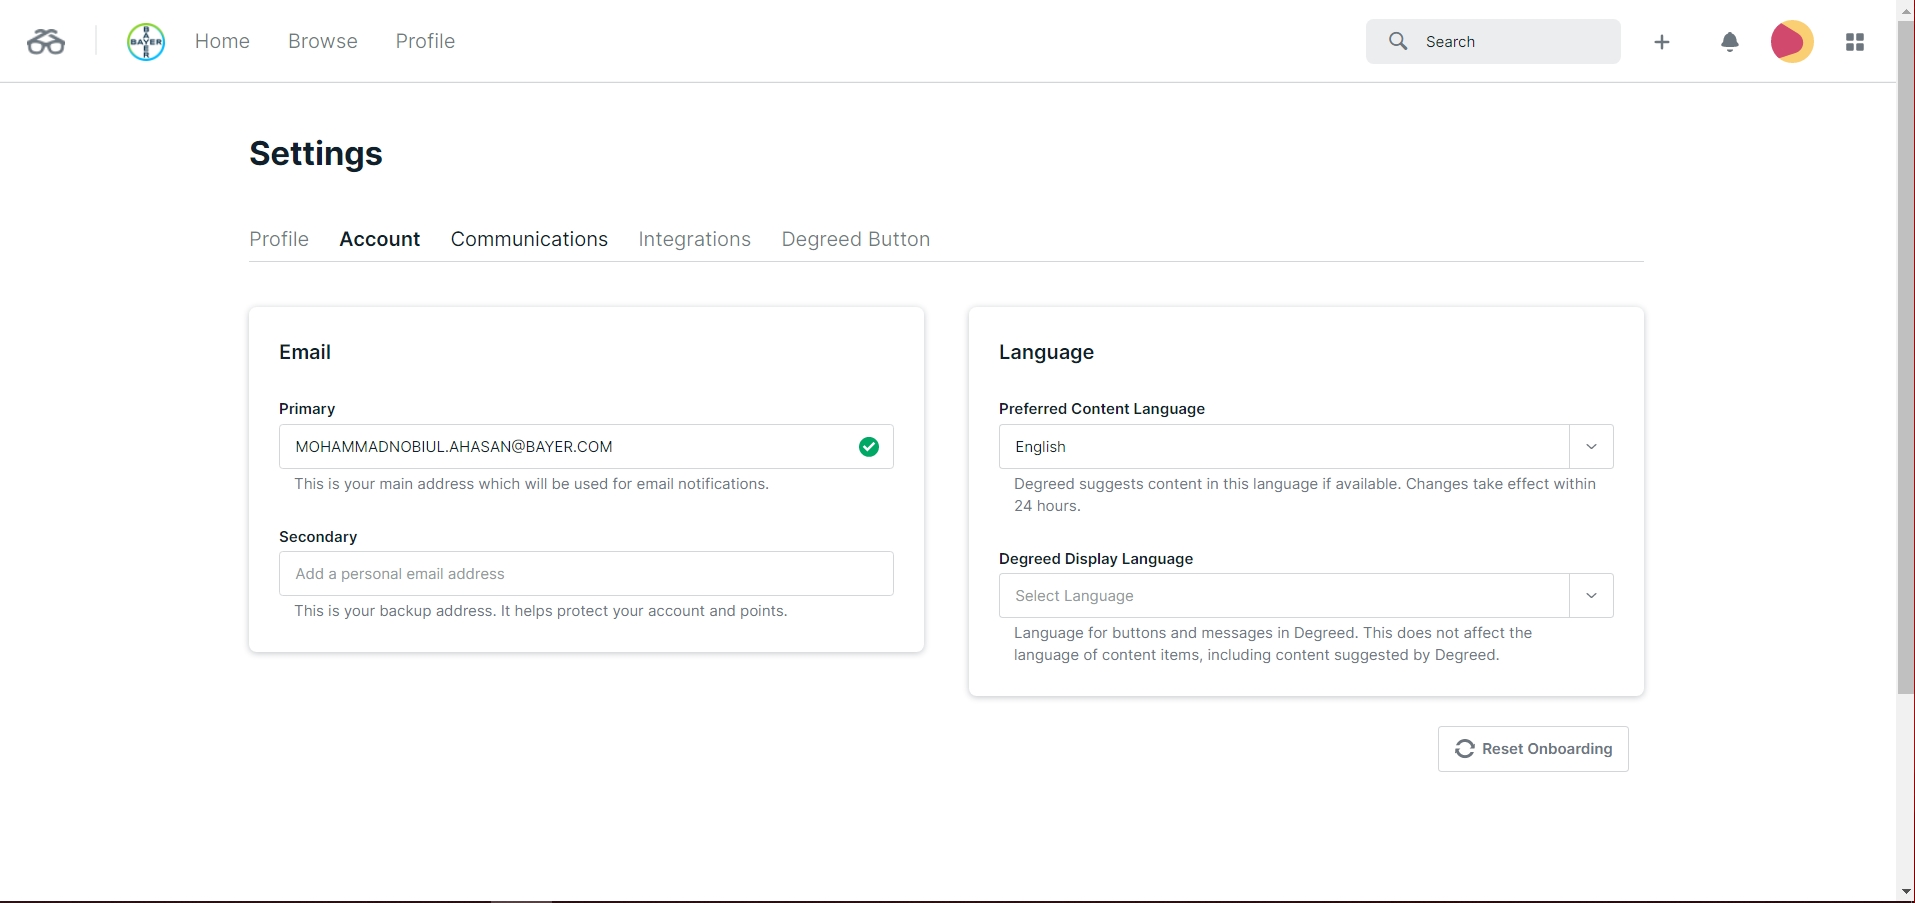 BAYER
BAYER
Home
Browse
Profile
Search
Settings
Profile
Account
Communications
Integrations
Degreed Button
Email
Primary
MOHAMMADNOBIUL.AHASAN@BAYER.COM
This is your main address which will be used for email notifications.
Secondary
Add a personal email address
This is your backup address. It helps protect your account and points.
Language
Preferred Content Language
English
Degreed suggests content in this language if available. Changes take effect within
24 hours.
Degreed Display Language
Select Language
Language for buttons and messages in Degreed. This does not affect the
language of content items, including content suggested by Degreed.
Reset Onboarding